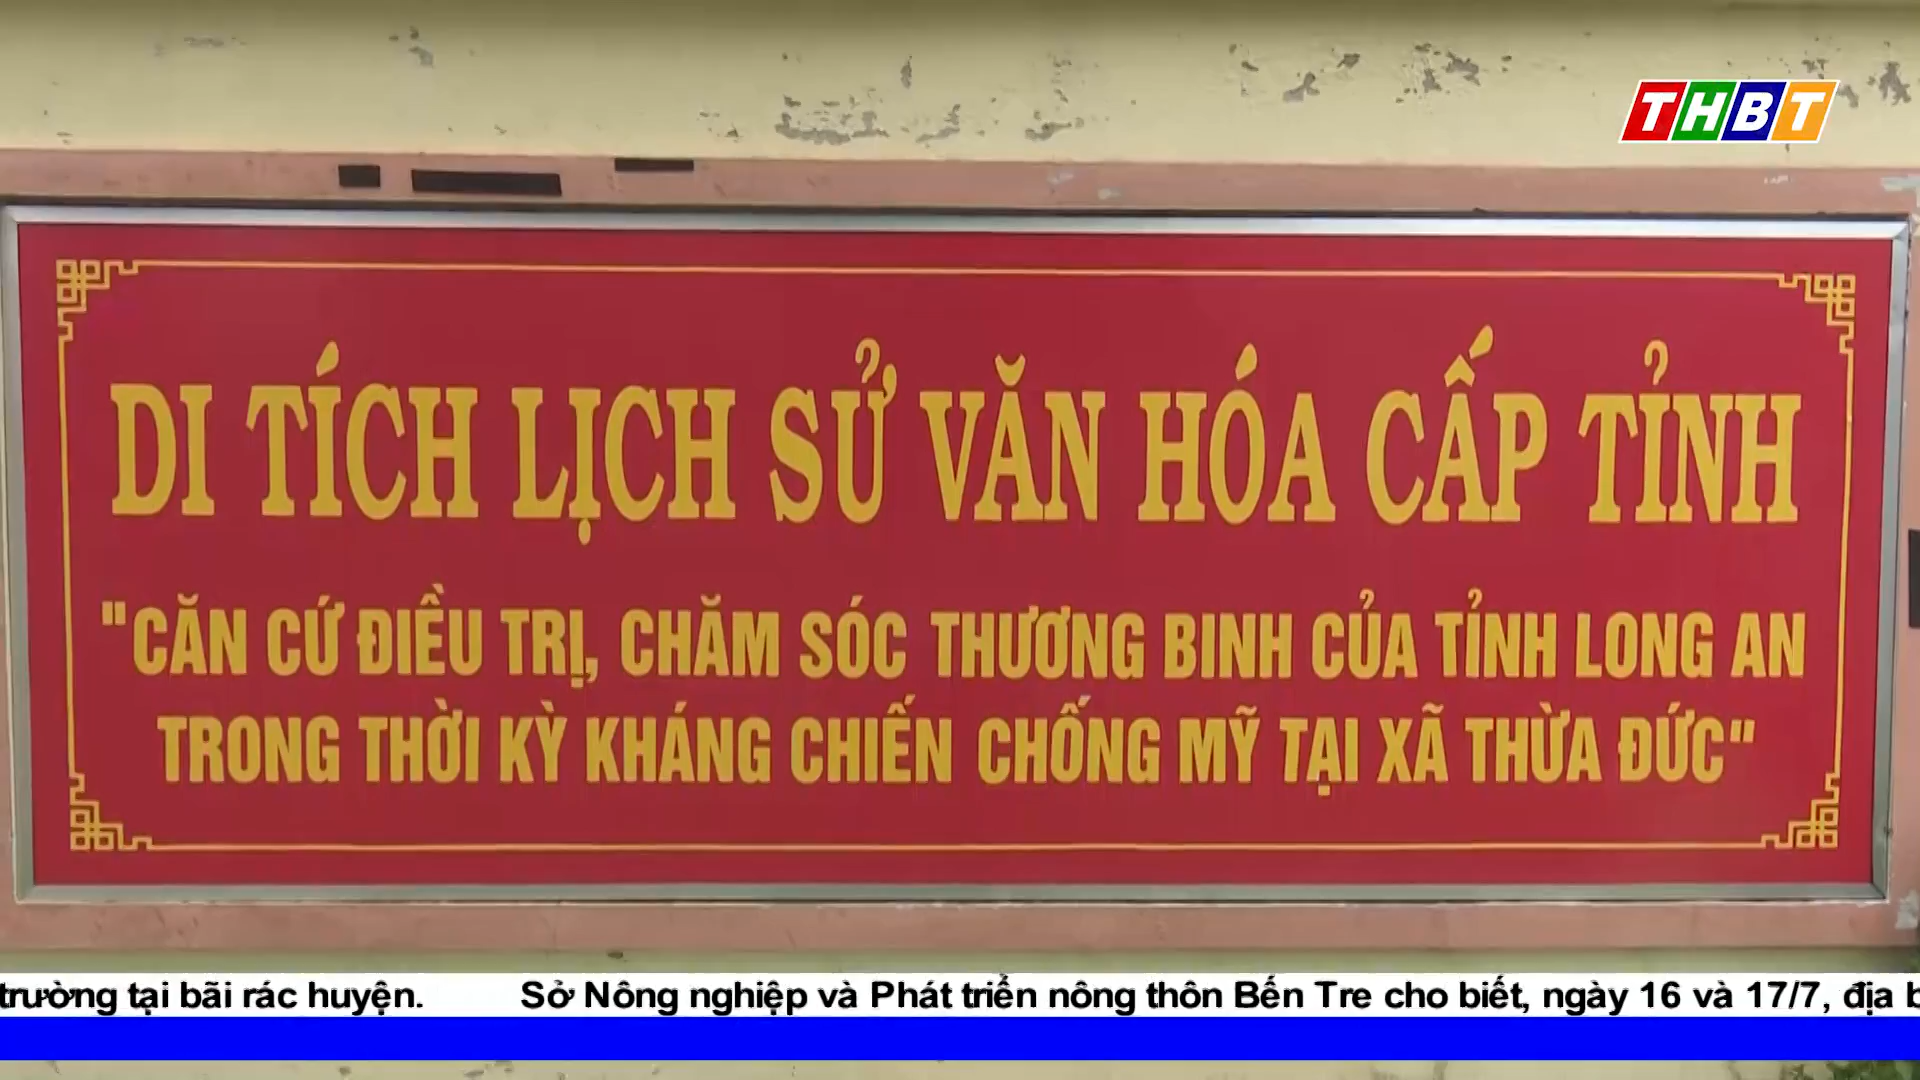 THBT
DI TÍCH LỊCH SỬ VĂN HÓA CẤP TỈNH
"CĂN CỨ ĐIỀU TRỊ, CHĂM SÓC THƯƠNG BINH CỦA TỈNH LONG AN
TRONG THỜI KỲ KHÁNG CHIẾN CHỐNG MỸ TẠI XÃ THỪA ĐỨC"
trường tại bãi rác huyện. Sở Nông nghiệp và Phát triển nông thôn Bến Tre cho biết, ngày 16 và 17/7, địa b